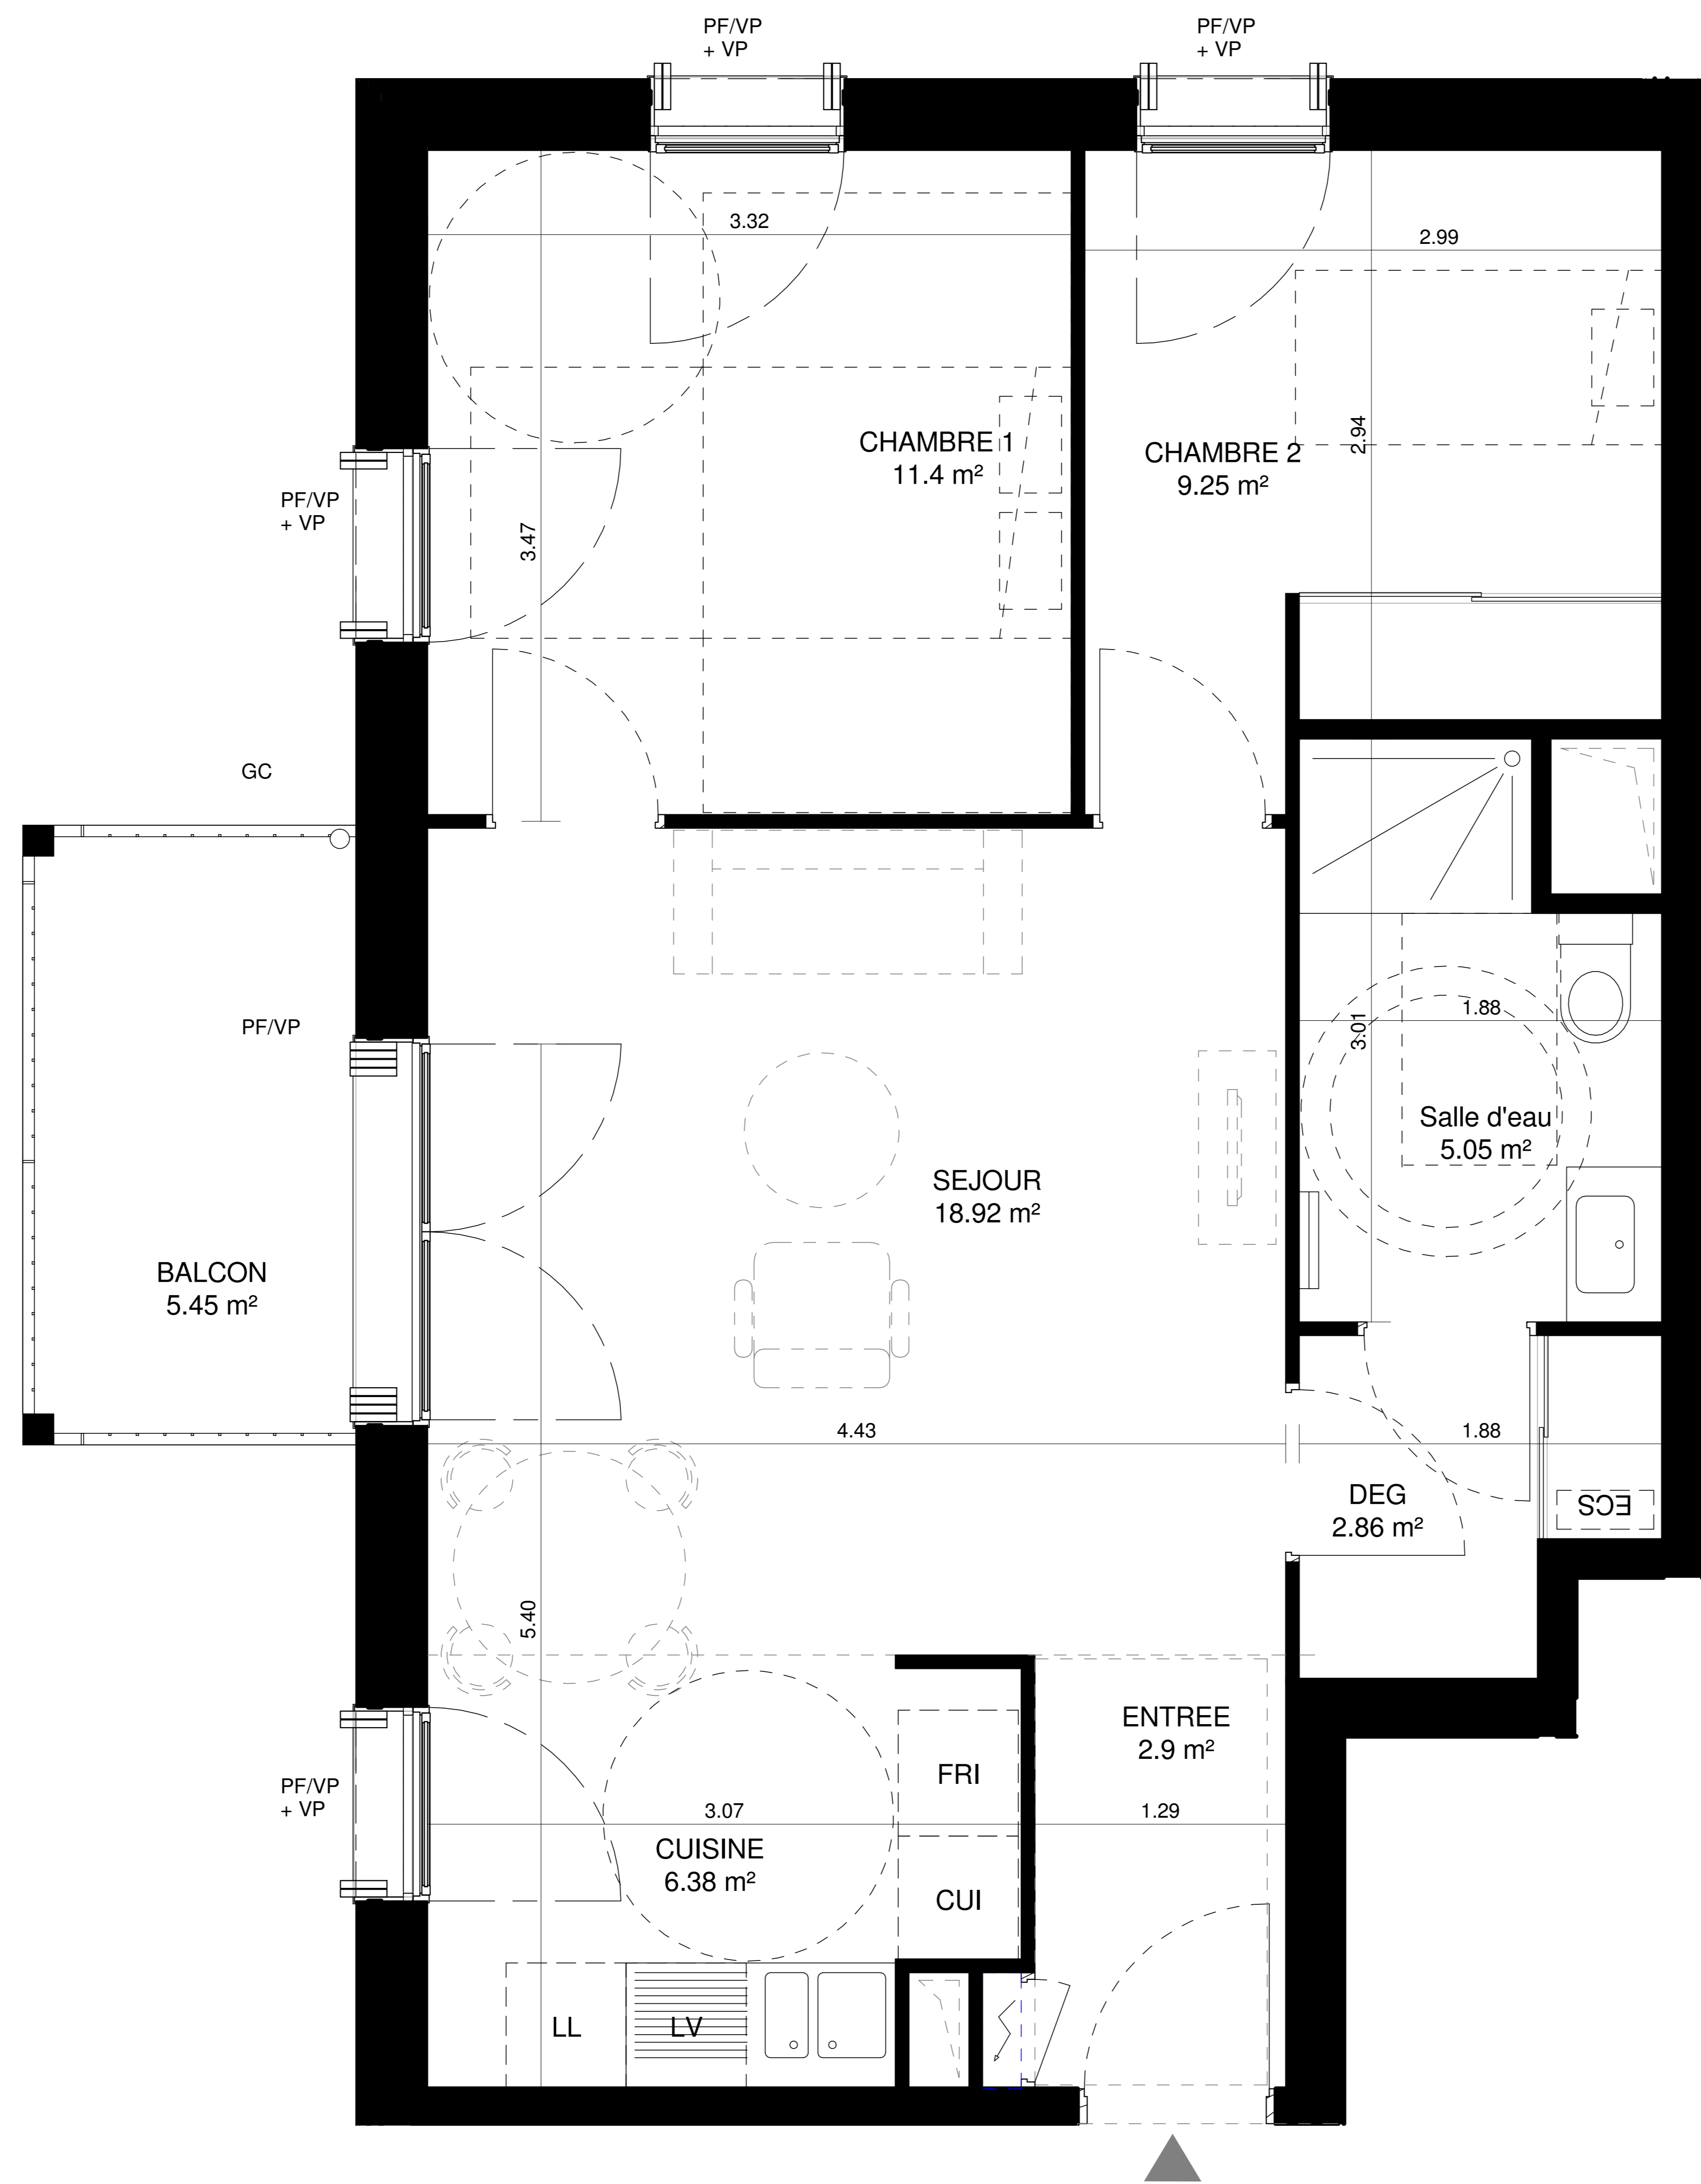 PF/VP
+ VP
PF/VP
+ VP
3.32
2.99
CHAMBRE 1
11.4 m²
CHAMBRE 2
9.25 m²
2.94
PF/VP
+ VP
3.47
GC
PF/VP
1.88
3.01
Salle d'eau
5.05 m²
SEJOUR
18.92 m²
BALCON
5.45 m²
4.43
1.88
DEG
2.86 m²
ECS
5.40
ENTREE
2.9 m²
FRI
PF/VP
+ VP
3.07
1.29
CUISINE
6.38 m²
CUI
LL
LV